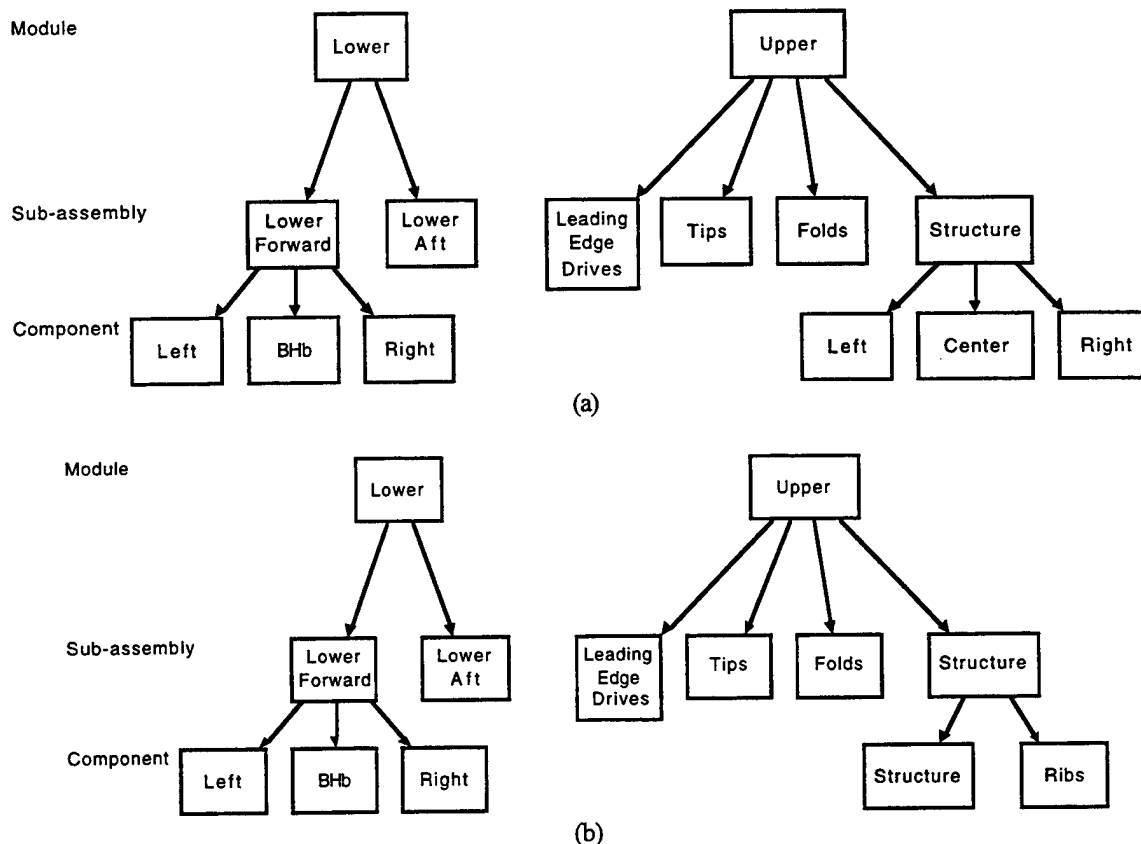 Module
Lower
Upper
Sub-assembly
Lower
Forward
Lower
Aft
Leading
Edge
Drives
Tips
Folds
Structure
Component
Left
BHb
Right
Left
Center
Right
(a)
Module
Lower
Upper
Sub-assembly
Lower
Forward
Lower
Aft
Leading
Edge
Drives
Tips
Folds
Structure
Component
Left
BHb
Right
Structure
Ribs
(b)